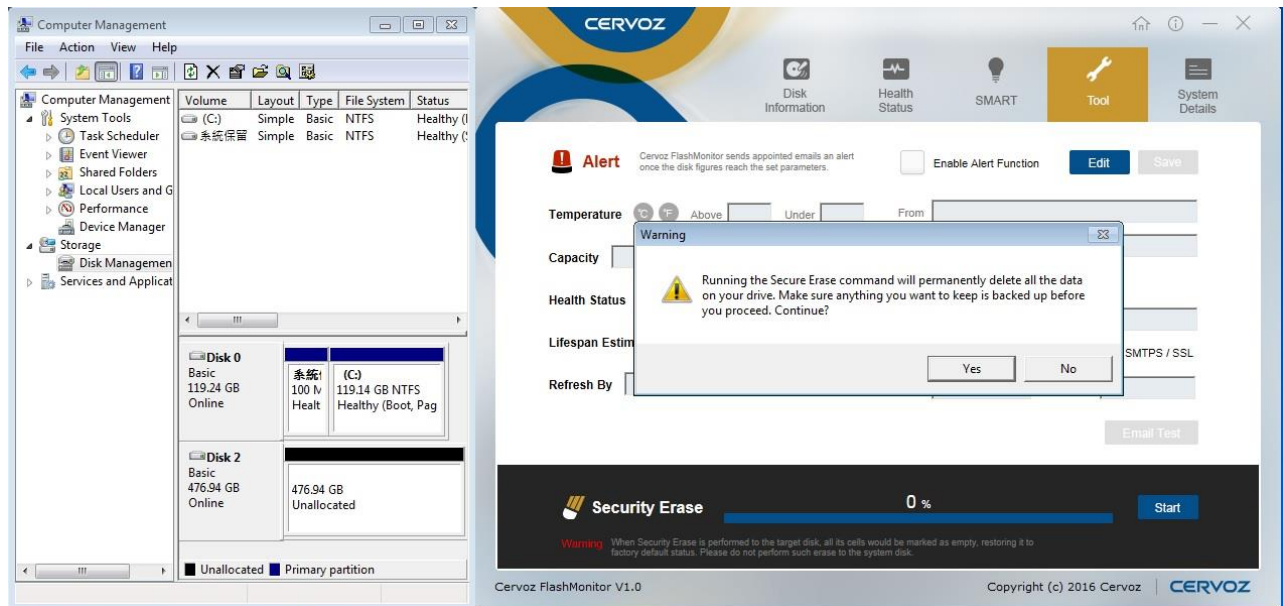 Computer Management
File Action View Help
Computer Management
System Tools
Task Scheduler
Event Viewer
Shared Folders
Local Users and G
Performance
Device Manager
Storage
Disk Managemen
Services and Applicat
Volume Layout Type File System Status
(C:) Simple Basic NTFS Healthy (
系統保留 Simple Basic NTFS Healthy (
Disk 0
Basic
119.24 GB
Online
系統
100 M
Healt
(C:)
119.14 GB NTFS
Healthy (Boot, Pag
Disk 2
Basic
476.94 GB
Online
476.94 GB
Unallocated
Unallocated Primary partition
CERVOZ
Disk Information
Health Status
SMART
Tool
System Details
Alert
Cervoz FlashMonitor sends appointed emails an alert
once the disk figures reach the set parameters.
Enable Alert Function
Edit
Save
Temperature °C °F Above Under From
Capacity
Health Status
Lifespan Estim
Refresh By
SMTPS / SSL
Email Test
Warning
Running the Secure Erase command will permanently delete all the data
on your drive. Make sure anything you want to keep is backed up before
you proceed. Continue?
Yes
No
Security Erase
0 %
Start
Warning When Security Erase is performed to the target disk, all its cells would be marked as empty, restoring it to
factory default status. Please do not perform such erase to the system disk.
Cervoz FlashMonitor V1.0
Copyright (c) 2016 Cervoz
CERVOZ